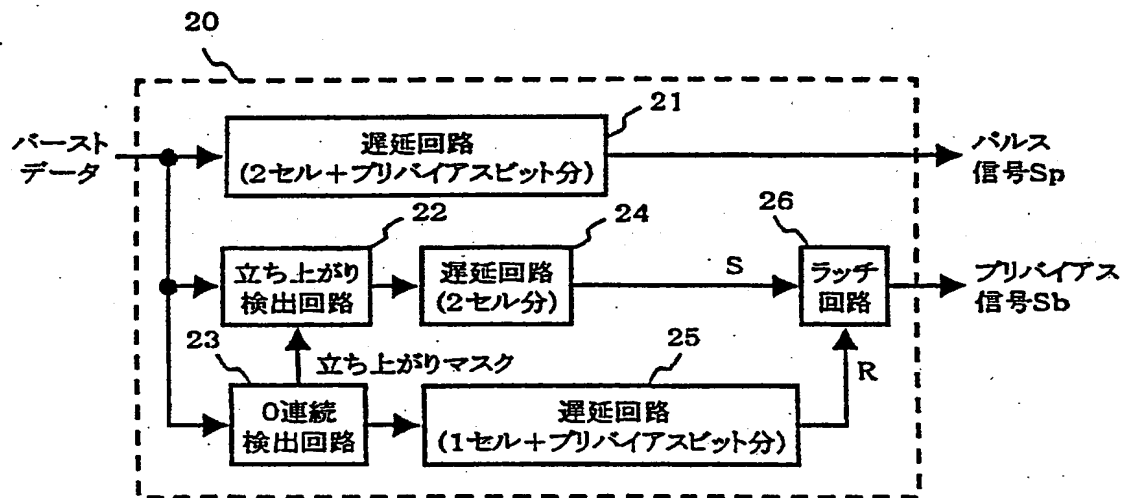 20
バースト
データ
21
遅延回路
(2セル+プリバイアスビット分)
パルス
信号Sp
22
立ち上がり
検出回路
24
遅延回路
(2セル分)
S
26
ラッチ
回路
プリバイアス
信号Sb
23
立ち上がりマスク
0連続
検出回路
25
遅延回路
(1セル+プリバイアスビット分)
R